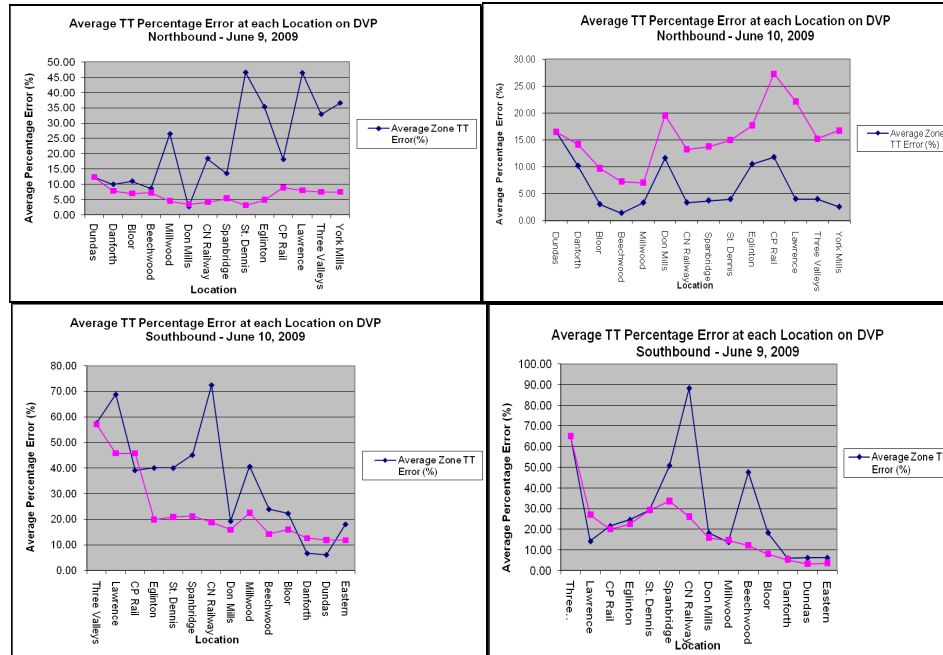 Average TT Percentage Error at each Location on DVP
Northbound - June 9, 2009
Average Percentage Error (%)
50.00
45.00
40.00
35.00
30.00
25.00
20.00
15.00
10.00
5.00
0.00
Dundas
Danforth
Bloor
Beechwood
Millwood
Don Mills
CN Railway
Spanbridge
St. Dennis
Eglinton
CP Rail
Lawrence
Three Valleys
York Mills
Location
Average Zone TT
Error(%)
Average TT Percentage Error at each Location on DVP
Northbound - June 10, 2009
Average Percentage Error (%)
30.00
25.00
20.00
15.00
10.00
5.00
0.00
Dundas
Danforth
Bloor
Beechwood
Millwood
Don Mills
CN Railway
Spanbridge
St. Dennis
Eglinton
CP Rail
Lawrence
Three Valleys
York Mills
Location
Average Zone
TT Error (%)
Average TT Percentage Error at each Location on DVP
Southbound - June 10, 2009
Average Percentage Error (%)
80.00
70.00
60.00
50.00
40.00
30.00
20.00
10.00
0.00
Three Valleys
Lawrence
CP Rail
Eglinton
St. Dennis
Spanbridge
CN Railway
Don Mills
Millwood
Beechwood
Bloor
Danforth
Dundas
Eastern
Location
Average Zone TT
Error (%)
Average TT Percentage Error at each Location on DVP
Southbound - June 9, 2009
Average Percentage Error (%)
100.00
90.00
80.00
70.00
60.00
50.00
40.00
30.00
20.00
10.00
0.00
Three..
Lawrence
CP Rail
Eglinton
St. Dennis
Spanbridge
CN Railway
Don Mills
Millwood
Beechwood
Bloor
Danforth
Dundas
Eastern
Location
Average Zone TT
Error (%)